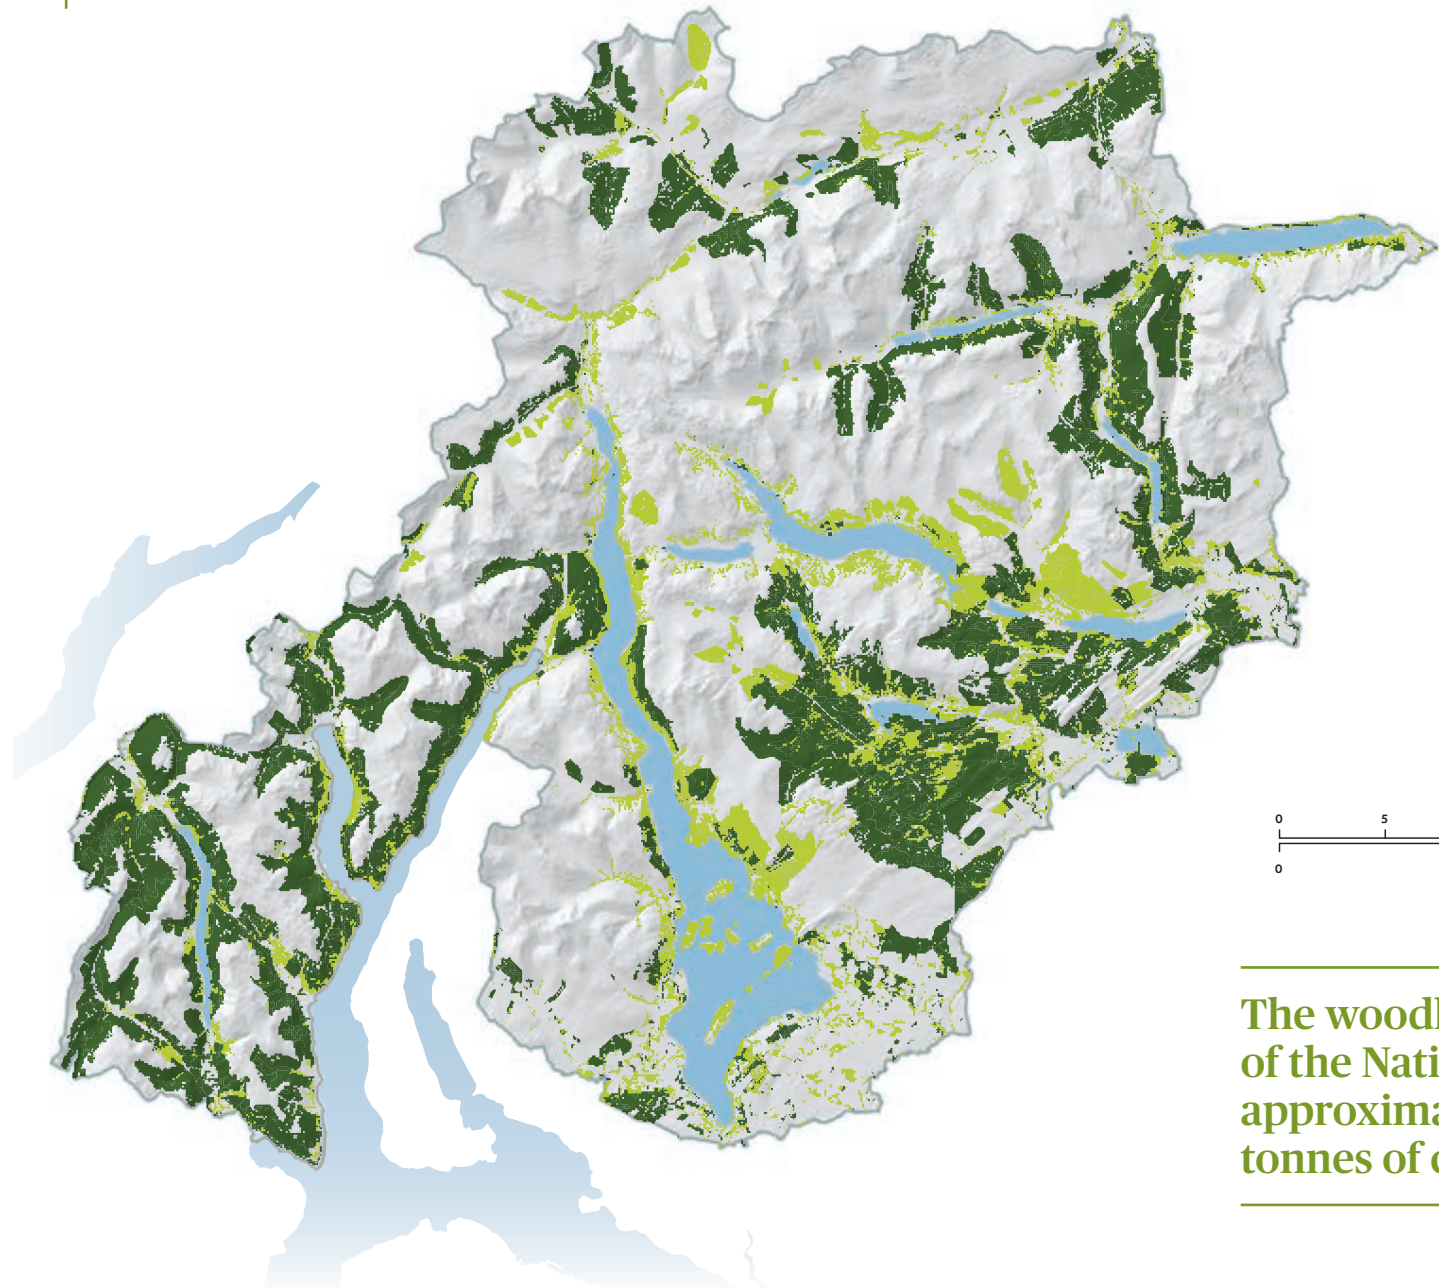 0 5
0
The woodl
of the Nati
approxima
tonnes of c